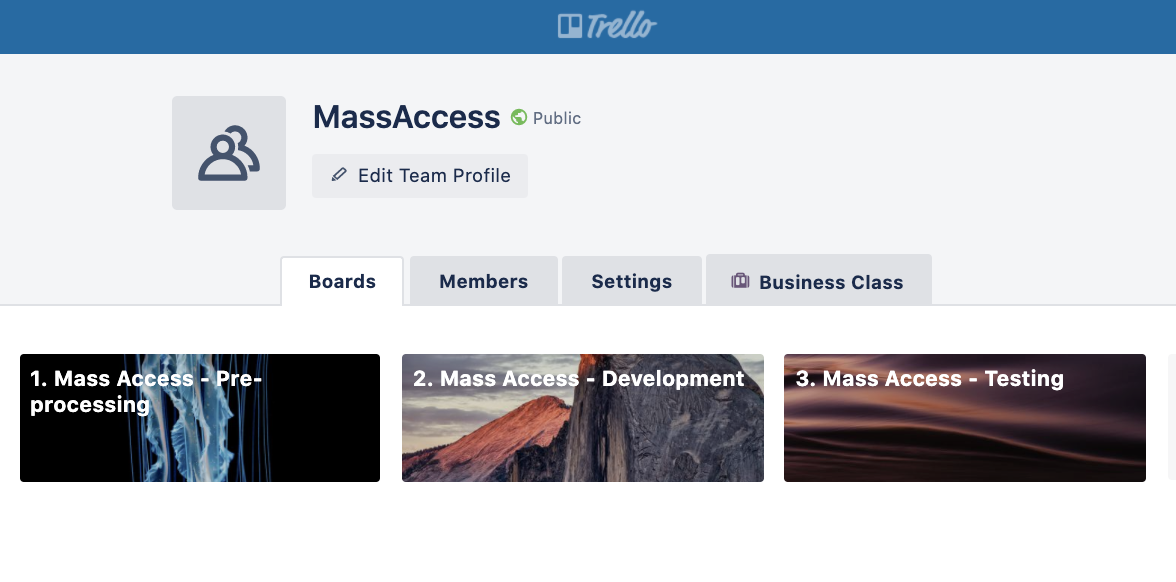 Trello
MassAccess
Public
Edit Team Profile
Boards
Members
Settings
Business Class
1. Mass Access - Pre-
processing
2. Mass Access - Development
3. Mass Access - Testing